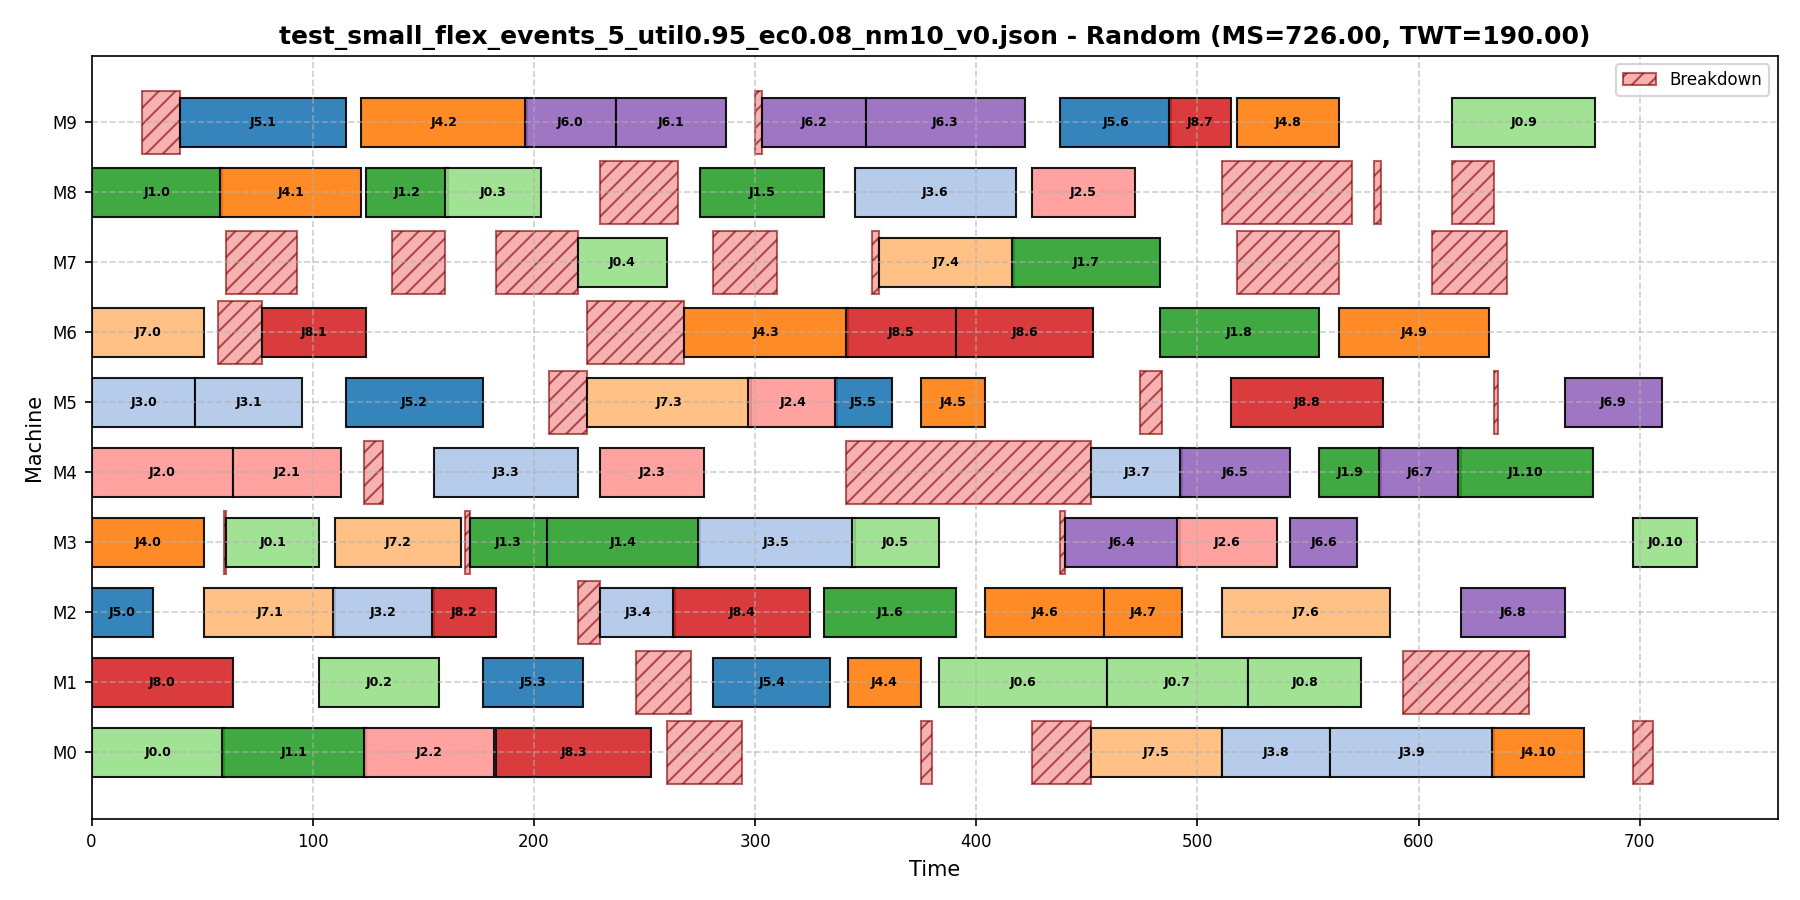 test_small_flex_events_5_util0.95_ec0.08_nm10_v0.json - Random (MS=726.00, TWT=190.00)
Breakdown
M9 J5.1 J4.2 J6.0 J6.1 J6.2 J6.3 J5.6 J8.7 J4.8 J0.9
M8 J1.0 J4.1 J1.2 J0.3 J1.5 J3.6 J2.5
M7 J0.4 J7.4 J1.7
M6 J7.0 J8.1 J4.3 J8.5 J8.6 J1.8 J4.9
M5 J3.0 J3.1 J5.2 J7.3 J2.4 J5.5 J4.5 J8.8 J6.9
M4 J2.0 J2.1 J3.3 J2.3 J3.7 J6.5 J1.9 J6.7 J1.10
M3 J4.0 J0.1 J7.2 J1.3 J1.4 J3.5 J0.5 J6.4 J2.6 J6.6 J0.10
M2 J5.0 J7.1 J3.2 J8.2 J3.4 J8.4 J1.6 J4.6 J4.7 J7.6 J6.8
M1 J8.0 J0.2 J5.3 J5.4 J4.4 J0.6 J0.7 J0.8
M0 J0.0 J1.1 J2.2 J8.3 J7.5 J3.8 J3.9 J4.10
Machine
0 100 200 300 400 500 600 700
Time